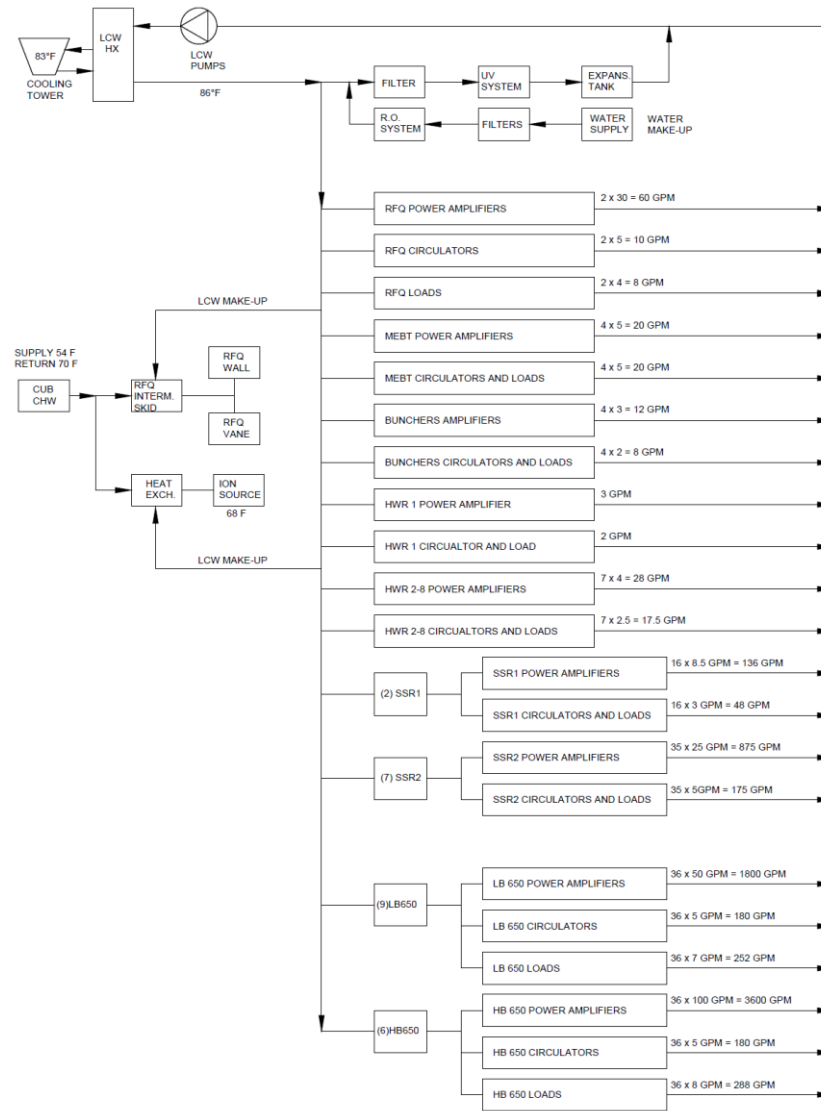 LCW
HX
83°F
COOLING
TOWER
LCW
PUMPS
86°F
FILTER
UV
SYSTEM
EXPANS.
TANK
R.O.
SYSTEM
FILTERS
WATER
SUPPLY
WATER
MAKE-UP
RFQ POWER AMPLIFIERS
2 x 30 = 60 GPM
RFQ CIRCULATORS
2 x 5 = 10 GPM
RFQ LOADS
2 x 4 = 8 GPM
LCW MAKE-UP
MEBT POWER AMPLIFIERS
4 x 5 = 20 GPM
SUPPLY 54 F
RETURN 70 F
CUB
CHW
RFQ
INTERM.
SKID
RFQ
WALL
RFQ
VANE
MEBT CIRCULATORS AND LOADS
4 x 5 = 20 GPM
BUNCHERS AMPLIFIERS
4 x 3 = 12 GPM
BUNCHERS CIRCULATORS AND LOADS
4 x 2 = 8 GPM
HEAT
EXCH.
ION
SOURCE
68 F
HWR 1 POWER AMPLIFIER
3 GPM
HWR 1 CIRCUALTOR AND LOAD
2 GPM
LCW MAKE-UP
HWR 2-8 POWER AMPLIFIERS
7 x 4 = 28 GPM
HWR 2-8 CIRCUALTORS AND LOADS
7 x 2.5 = 17.5 GPM
(2) SSR1
SSR1 POWER AMPLIFIERS
16 x 8.5 GPM = 136 GPM
SSR1 CIRCULATORS AND LOADS
16 x 3 GPM = 48 GPM
(7) SSR2
SSR2 POWER AMPLIFIERS
35 x 25 GPM = 875 GPM
SSR2 CIRCULATORS AND LOADS
35 x 5GPM = 175 GPM
(9)LB650
LB 650 POWER AMPLIFIERS
36 x 50 GPM = 1800 GPM
LB 650 CIRCULATORS
36 x 5 GPM = 180 GPM
LB 650 LOADS
36 x 7 GPM = 252 GPM
(6)HB650
HB 650 POWER AMPLIFIERS
36 x 100 GPM = 3600 GPM
HB 650 CIRCULATORS
36 x 5 GPM = 180 GPM
HB 650 LOADS
36 x 8 GPM = 288 GPM